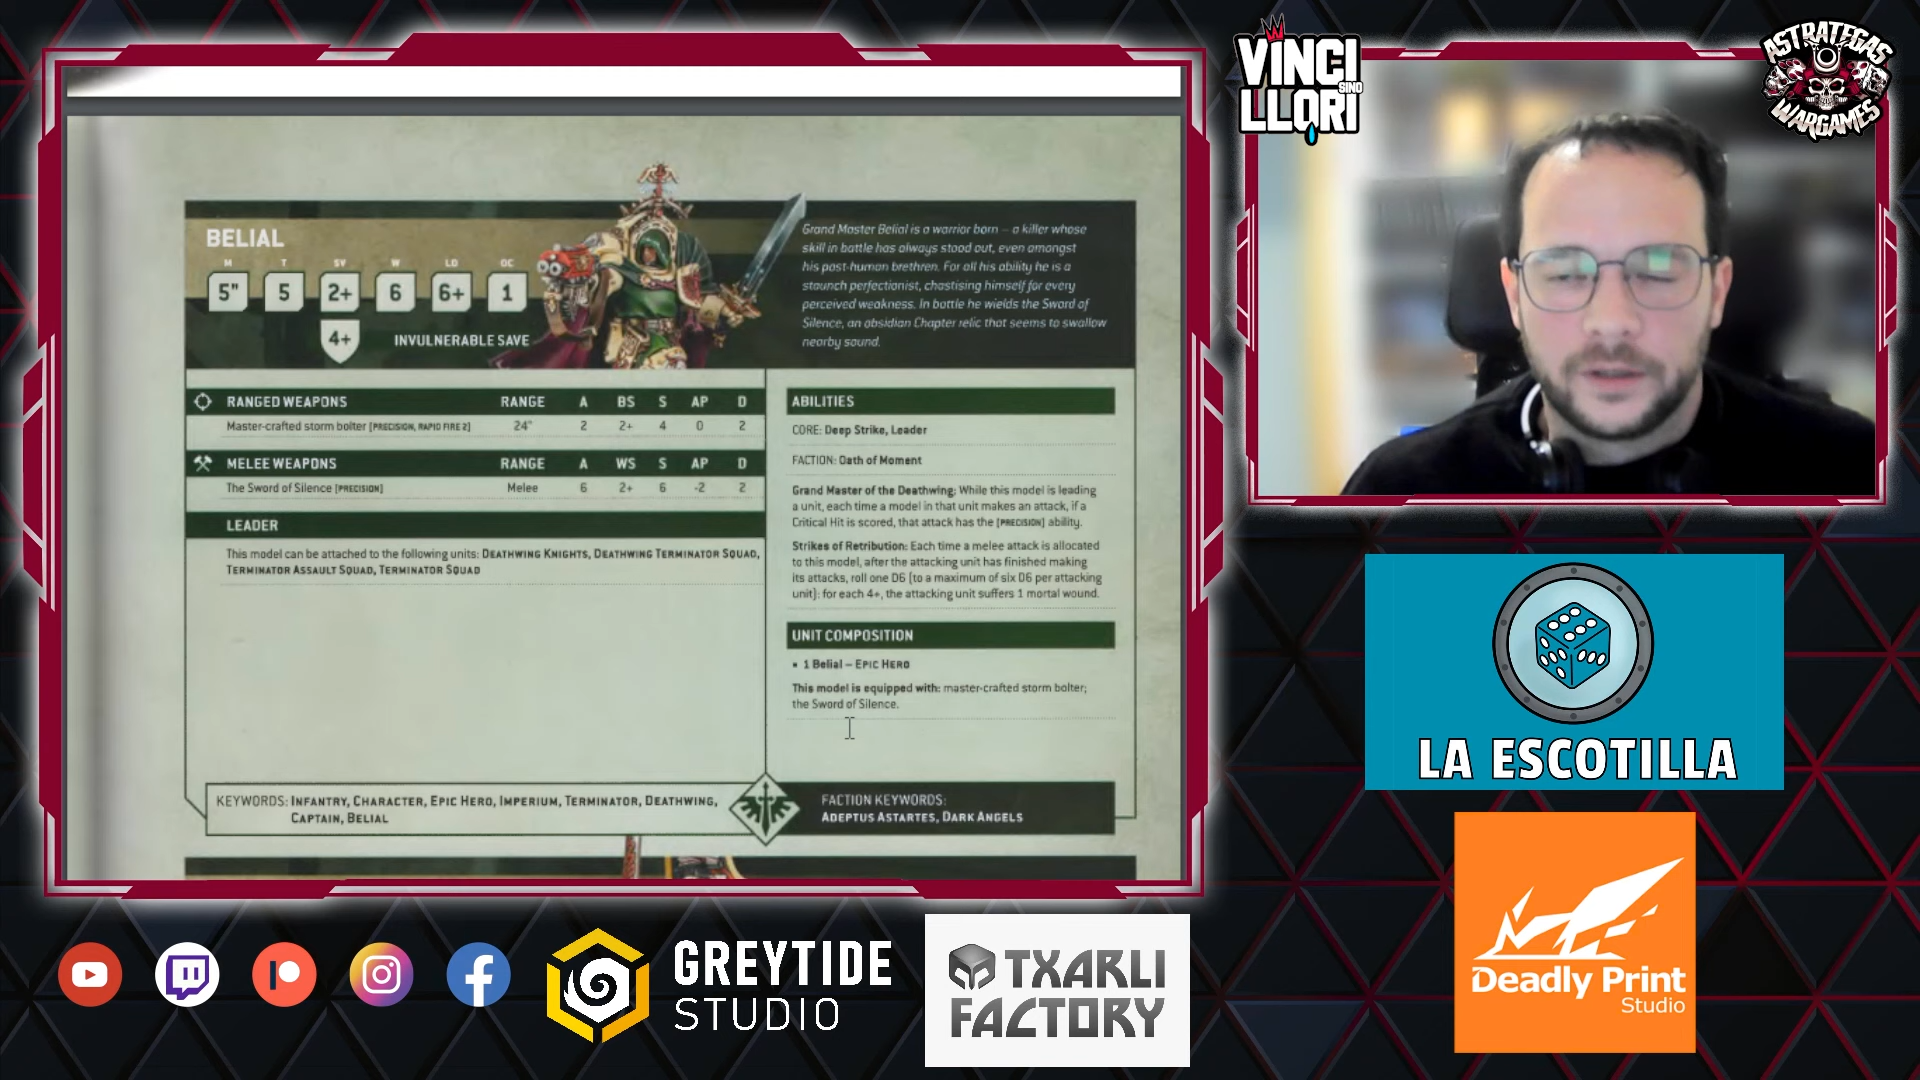 BELIAL
M T SV W LD OC
5" 5 2+ 6 6+ 1
4+ INVULNERABLE SAVE
Grand Master Belial is a warrior born – a killer whose
skill in battle has always stood out, even amongst
his post-human brethren. For all his ability he is a
staunch perfectionist, chastising himself for every
perceived weakness. In battle he wields the Sword of
Silence, an obsidian Chapter relic that seems to swallow
nearby sound.
RANGED WEAPONS RANGE A BS S AP D
Master-crafted storm bolter [PRECISION, RAPID FIRE 2] 24" 2 2+ 4 0 2
MELEE WEAPONS RANGE A WS S AP D
The Sword of Silence [PRECISION] Melee 6 2+ 6 -2 2
LEADER
This model can be attached to the following units: DEATHWING KNIGHTS, DEATHWING TERMINATOR SQUAD,
TERMINATOR ASSAULT SQUAD, TERMINATOR SQUAD
ABILITIES
CORE: Deep Strike, Leader
FACTION: Oath of Moment
Grand Master of the Deathwing: While this model is leading
a unit, each time a model in that unit makes an attack, if a
Critical Hit is scored, that attack has the [PRECISION] ability.
Strikes of Retribution: Each time a melee attack is allocated
to this model, after the attacking unit has finished making
its attacks, roll one D6 (to a maximum of six D6 per attacking
unit): for each 4+, the attacking unit suffers 1 mortal wound.
UNIT COMPOSITION
▪ 1 Belial – EPIC HERO
This model is equipped with: master-crafted storm bolter;
the Sword of Silence.
KEYWORDS: INFANTRY, CHARACTER, EPIC HERO, IMPERIUM, TERMINATOR, DEATHWING,
CAPTAIN, BELIAL
FACTION KEYWORDS:
ADEPTUS ASTARTES, DARK ANGELS
VINCI
SINO
LLORI
ASTRATEGAS
WARGAMES
LA ESCOTILLA
Deadly Print
Studio
GREYTIDE
STUDIO
TXARLI
FACTORY